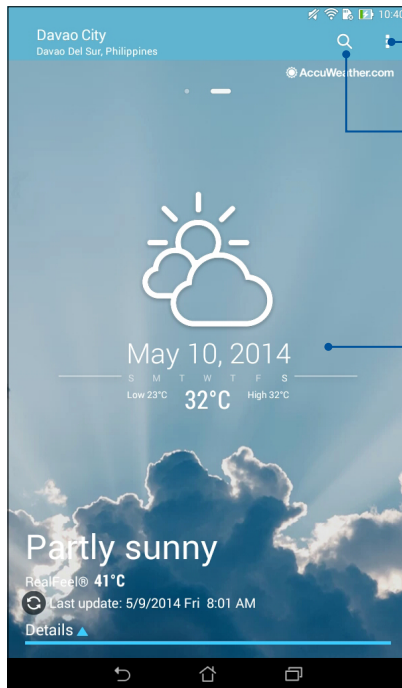 10:40
Davao City
Davao Del Sur, Philippines
AccuWeather.com
May 10, 2014
S M T W T F S
Low 23°C 32°C High 32°C
Partly sunny
RealFeel® 41°C
Last update: 5/9/2014 Fri 8:01 AM
Details